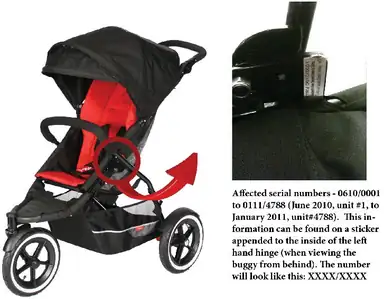 Affected serial numbers - 0610/0001
to 0111/4788 (June 2010, unit #1, to
January 2011, unit#4788).  This in-
formation can be found on a sticker
appended to the inside of the left
hand hinge (when viewing the
buggy from behind). The number
will look like this: XXXX/XXXX